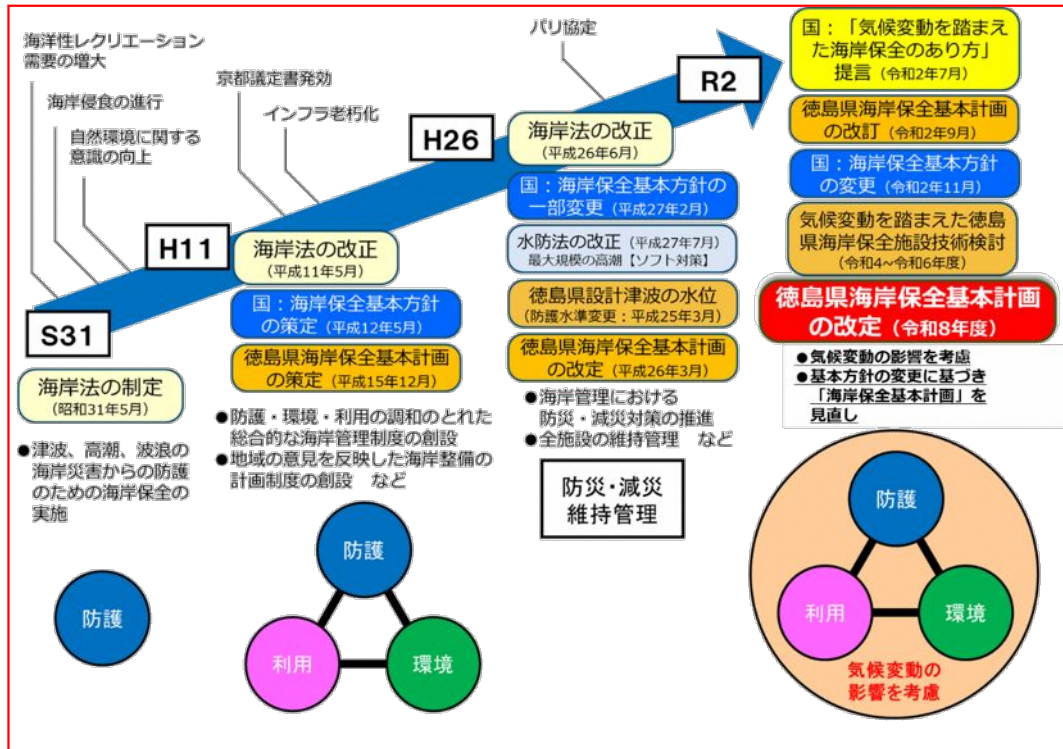 海洋性レクリエーション
需要の増大
海岸侵食の進行
自然環境に関する
意識の向上
京都議定書発効
インフラ老朽化
パリ協定
S31
海岸法の制定
(昭和31年5月)
●津波、高潮、波浪の
海岸災害からの防護
のための海岸保全の
実施
防護
H11
海岸法の改正
(平成11年5月)
国：海岸保全基本方針
の策定（平成12年5月）
徳島県海岸保全基本計画
の策定（平成15年12月）
●防護・環境・利用の調和のとれた
総合的な海岸管理制度の創設
●地域の意見を反映した海岸整備の
計画制度の創設　など
防護
利用
環境
H26
海岸法の改正
(平成26年6月)
国：海岸保全基本方針の
一部変更（平成27年2月）
水防法の改正（平成27年7月）
最大規模の高潮【ソフト対策】
徳島県設計津波の水位
(防護水準変更：平成25年3月)
徳島県海岸保全基本計画
の改定（平成26年3月）
●海岸管理における
防災・減災対策の推進
●全施設の維持管理　など
防災・減災
維持管理
R2
国：「気候変動を踏まえ
た海岸保全のあり方」
提言（令和2年7月）
徳島県海岸保全基本計画
の改訂（令和2年9月）
国：海岸保全基本方針
の変更（令和2年11月）
気候変動を踏まえた徳島
県海岸保全施設技術検討
（令和4~令和6年度）
徳島県海岸保全基本計画
の改定（令和8年度）
●気候変動の影響を考慮
●基本方針の変更に基づき
「海岸保全基本計画」を
見直し
防護
利用
環境
気候変動の
影響を考慮